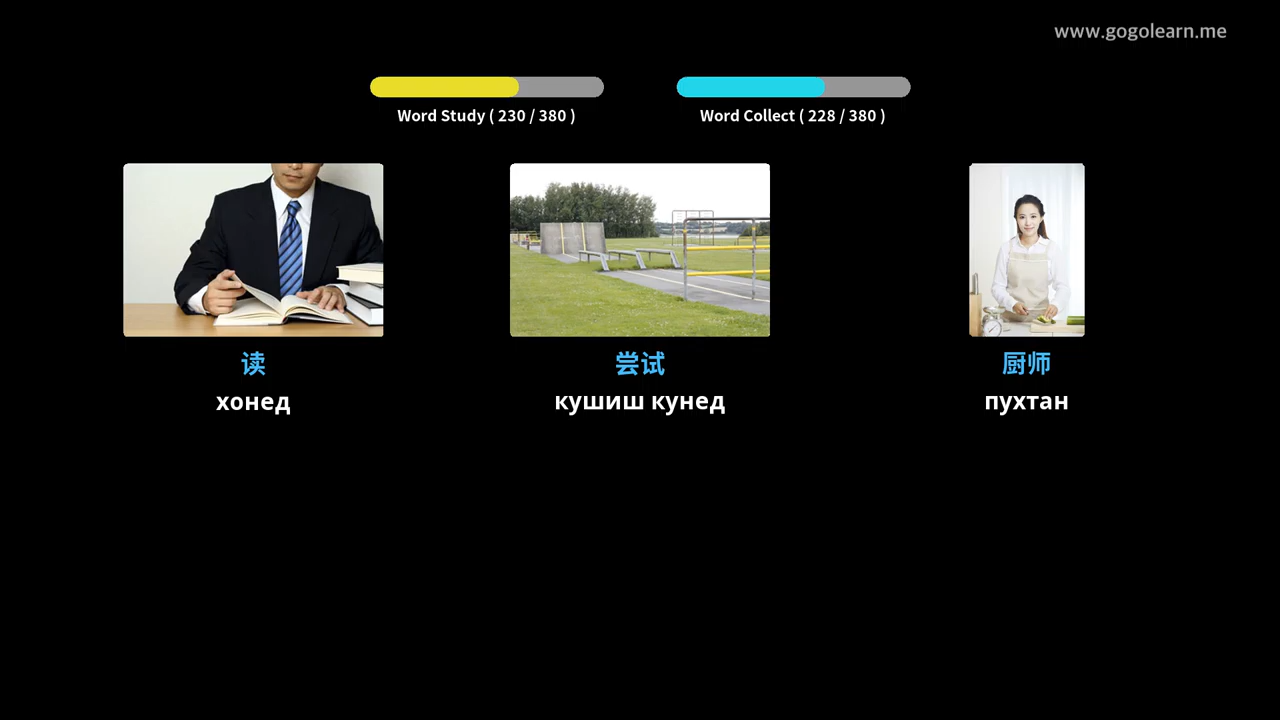 www.gogolearn.me
Word Study ( 230 / 380 )
Word Collect ( 228 / 380 )
读
尝试
厨师
хонед
кушиш кунед
пухтан